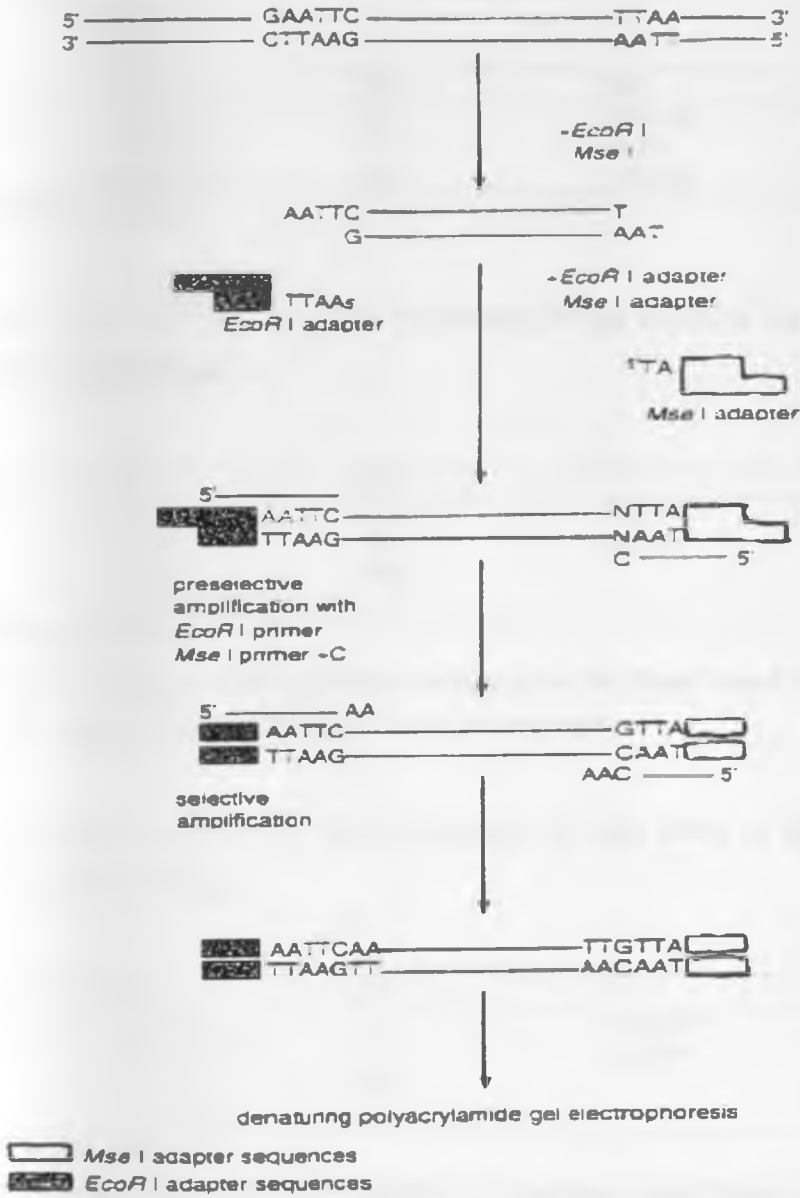 5' GAATTC TTAA 3'
3' CTTAAG AATT 5'
+EcoR I
Mse I
AATTC T
G AAT
+EcoR I adapter
Mse I adapter
TTAA5
EcoR I adapter
5TA
Mse I adapter
5'
AATTC NTTA
TTAAG NAAT
C 5'
preselective
amplification with
EcoR I primer
Mse I primer +C
5' AA
AATTC GTTA
TTAAG CAAT
AAC 5'
selective
amplification
AATTCAA TTGTTA
TTAAGTT AACAAT
denaturing polyacrylamide gel electrophoresis
Mse I adapter sequences
EcoR I adapter sequences